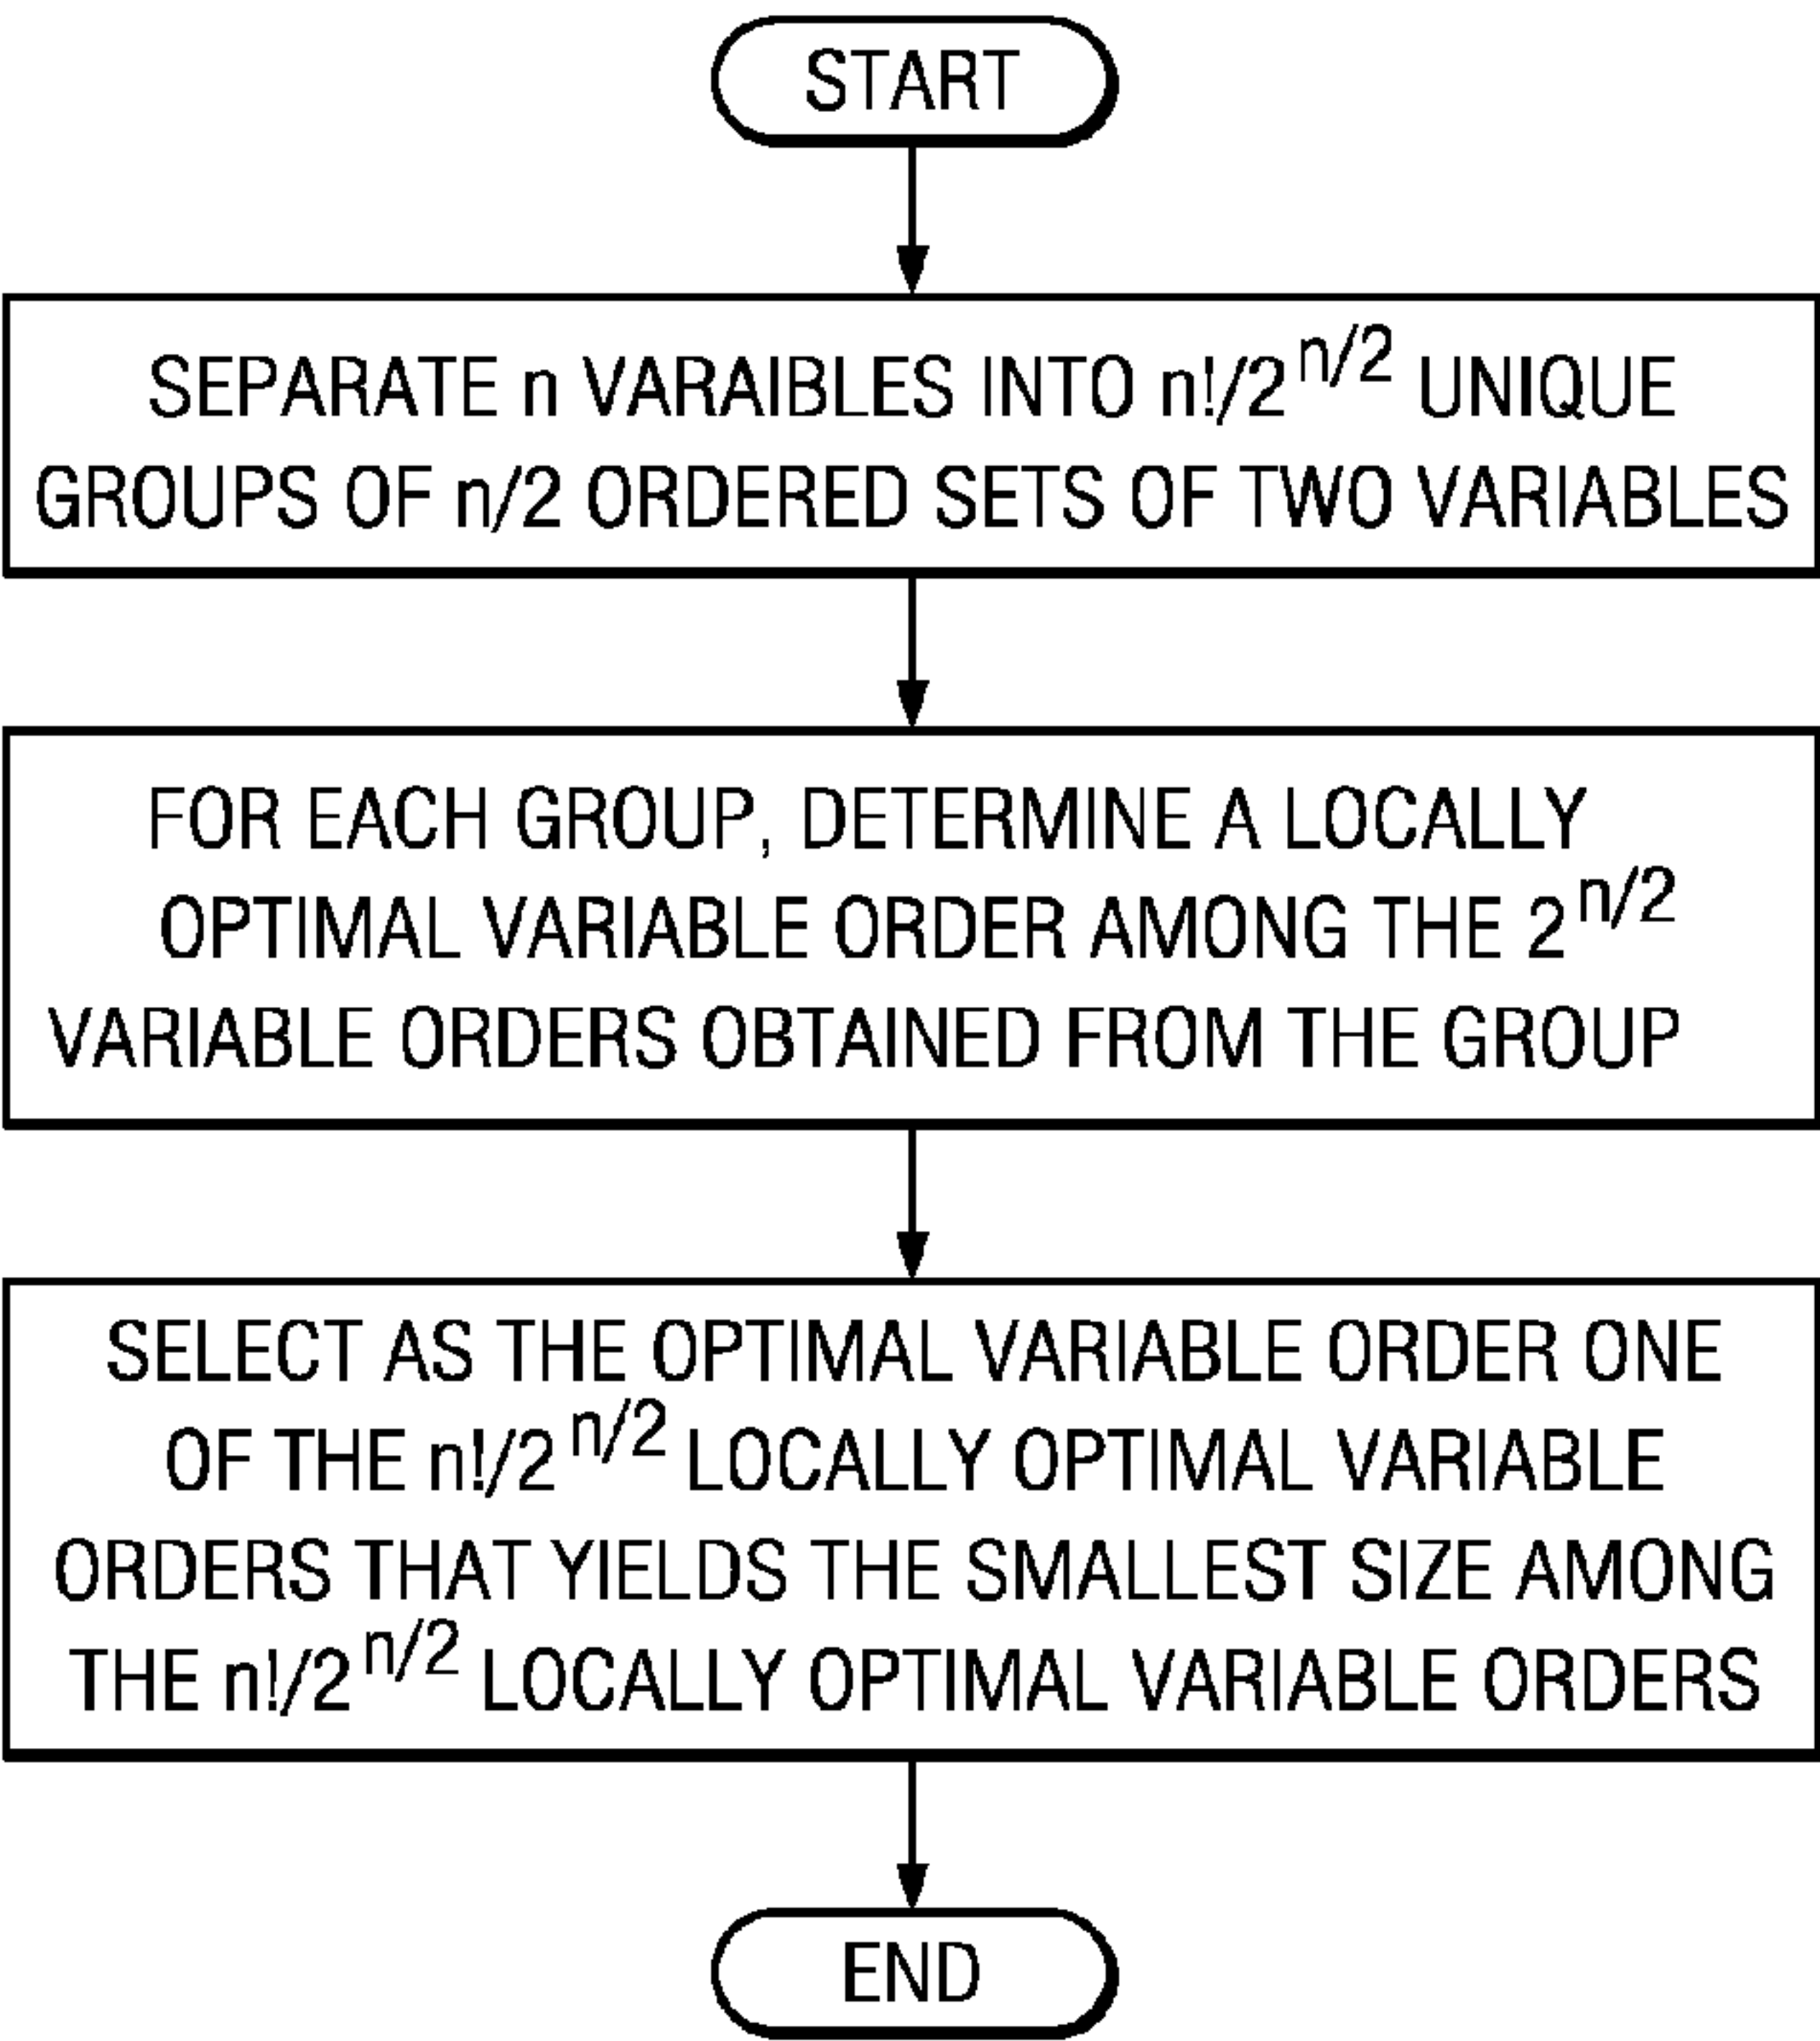 START
SEPARATE n VARAIBLES INTO n!/2^n/2 UNIQUE
GROUPS OF n/2 ORDERED SETS OF TWO VARIABLES
FOR EACH GROUP, DETERMINE A LOCALLY
OPTIMAL VARIABLE ORDER AMONG THE 2^n/2
VARIABLE ORDERS OBTAINED FROM THE GROUP
SELECT AS THE OPTIMAL VARIABLE ORDER ONE
OF THE n!/2^n/2 LOCALLY OPTIMAL VARIABLE
ORDERS THAT YIELDS THE SMALLEST SIZE AMONG
THE n!/2^n/2 LOCALLY OPTIMAL VARIABLE ORDERS
END